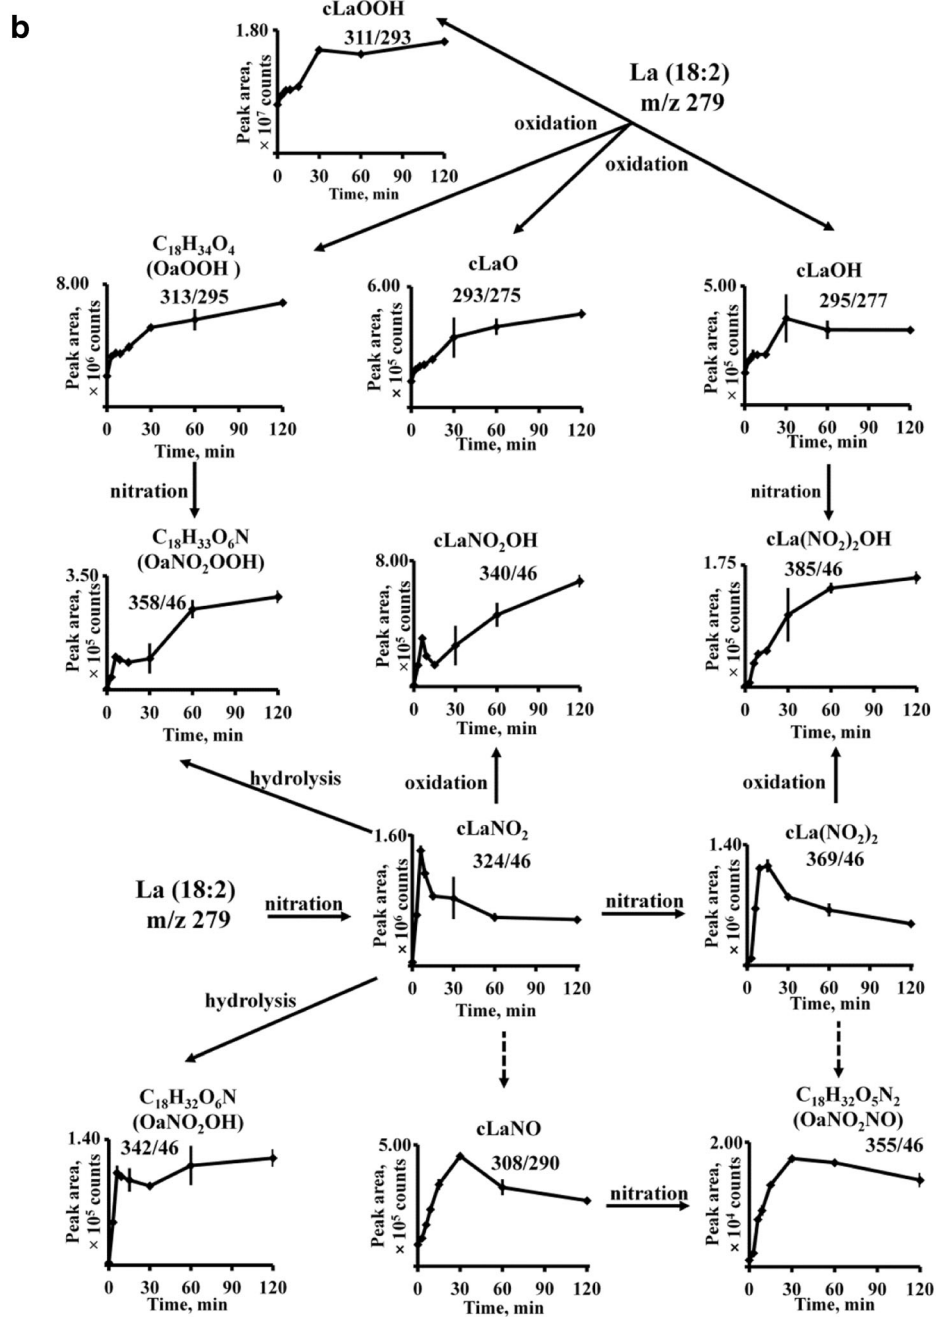 b
cLaOOH
1.80
311/293
Peak area,
× 10⁷ counts
0 30 60 90 120
Time, min
La (18:2)
m/z 279
oxidation
oxidation
C₁₈H₃₄O₄
(OaOOH )
8.00
313/295
Peak area,
× 10⁶ counts
0 30 60 90 120
Time, min
cLaO
6.00
293/275
Peak area,
× 10⁵ counts
0 30 60 90 120
Time, min
cLaOH
5.00
295/277
Peak area,
× 10⁵ counts
0 30 60 90 120
Time, min
nitration
nitration
C₁₈H₃₃O₆N
(OaNO₂OOH)
3.50
358/46
Peak area,
× 10⁵ counts
0 30 60 90 120
Time, min
cLaNO₂OH
8.00
340/46
Peak area,
× 10⁵ counts
0 30 60 90 120
Time, min
cLa(NO₂)₂OH
1.75
385/46
Peak area,
× 10⁵ counts
0 30 60 90 120
Time, min
hydrolysis
oxidation
oxidation
La (18:2)
m/z 279
nitration
cLaNO₂
1.60
324/46
Peak area,
× 10⁶ counts
0 30 60 90 120
Time, min
nitration
cLa(NO₂)₂
1.40
369/46
Peak area,
× 10⁶ counts
0 30 60 90 120
Time, min
hydrolysis
C₁₈H₃₂O₆N
(OaNO₂OH)
1.40
342/46
Peak area,
× 10⁵ counts
0 30 60 90 120
Time, min
cLaNO
5.00
308/290
Peak area,
× 10⁵ counts
0 30 60 90 120
Time, min
nitration
C₁₈H₃₂O₅N₂
(OaNO₂NO)
2.00
355/46
Peak area,
× 10⁴ counts
0 30 60 90 120
Time, min